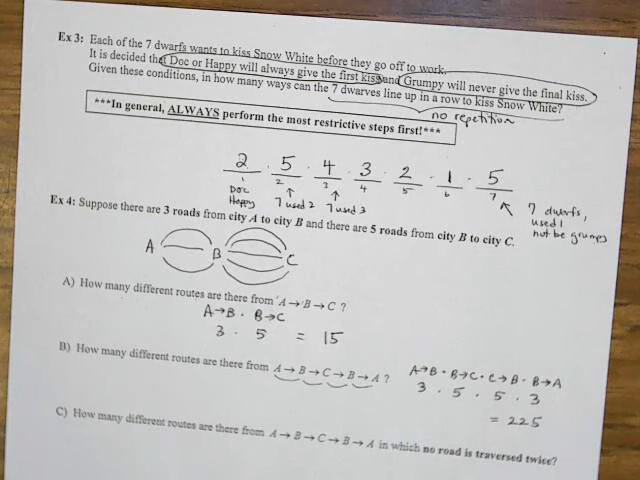 Ex 3: Each of the 7 dwarfs wants to kiss Snow White before they go off to work.
It is decided that Doc or Happy will always give the first kiss and Grumpy will never give the final kiss.
Given these conditions, in how many ways can the 7 dwarves line up in a row to kiss Snow White?
no repetition
***In general, ALWAYS perform the most restrictive steps first!***
2 · 5 · 4 · 3 · 2 · 1 · 5
1 2 3 4 5 6 7
Doc
Happy
7 used 2
7 used 3
7 dwarfs,
used 1
not be grumpy
Ex 4: Suppose there are 3 roads from city A to city B and there are 5 roads from city B to city C.
A B C
A) How many different routes are there from A→B→C ?
A→B · B→C
3 · 5 = 15
B) How many different routes are there from A→B→C→B→A ?
A→B · B→C · C→B · B→A
3 · 5 · 5 · 3
= 225
C) How many different routes are there from A→B→C→B→A in which no road is traversed twice?